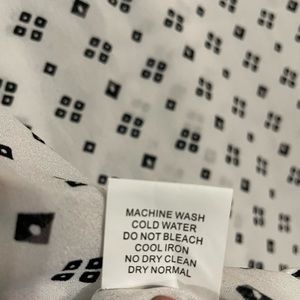 MACHINE WASH
COLD WATER
DO NOT BLEACH
COOL IRON
NO DRY CLEAN
DRY NORMAL